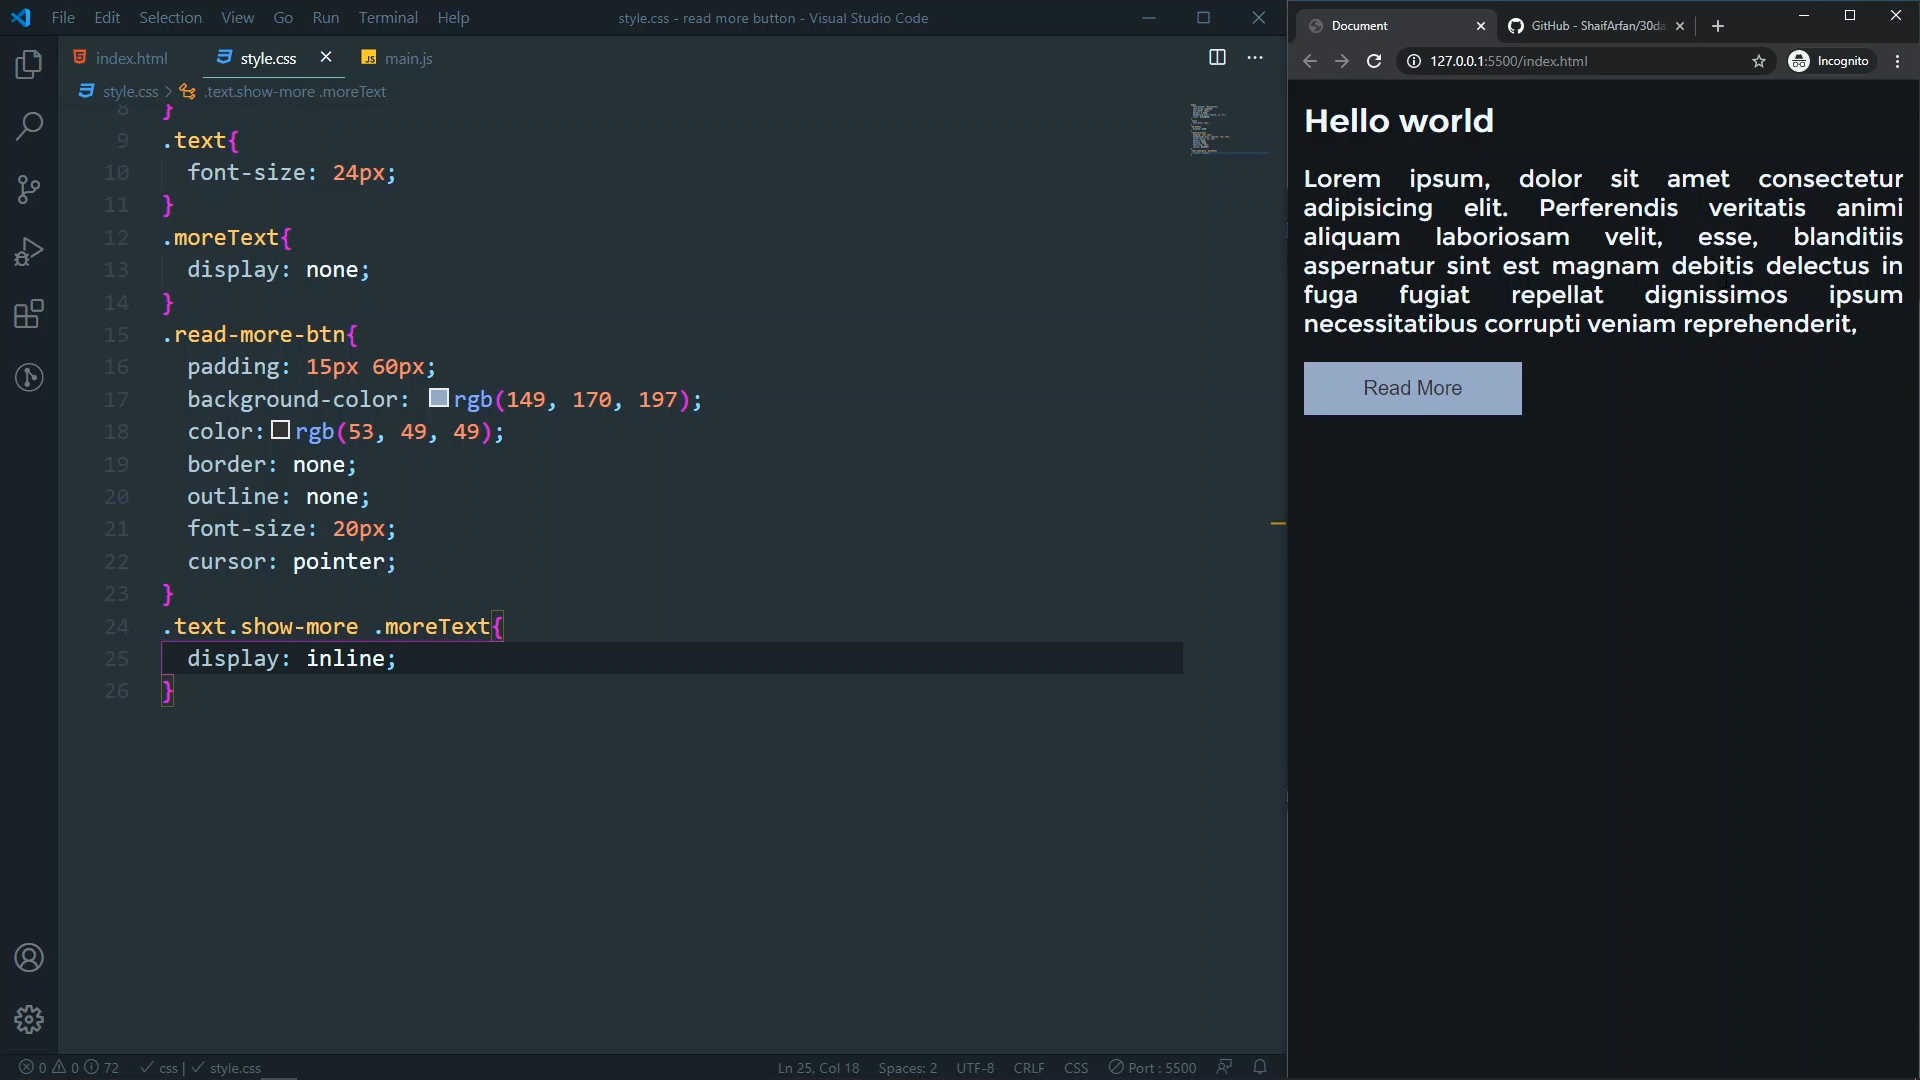 File Edit Selection View Go Run Terminal Help
style.css - read more button - Visual Studio Code
index.html style.css main.js
style.css > .text.show-more .moreText
8 }
9 .text{
10 font-size: 24px;
11 }
12 .moreText{
13 display: none;
14 }
15 .read-more-btn{
16 padding: 15px 60px;
17 background-color: rgb(149, 170, 197);
18 color: rgb(53, 49, 49);
19 border: none;
20 outline: none;
21 font-size: 20px;
22 cursor: pointer;
23 }
24 .text.show-more .moreText{
25 display: inline;
26 }
0 0 72 css | style.css
Ln 25, Col 18 Spaces: 2 UTF-8 CRLF CSS Port : 5500
Document GitHub - ShaifArfan/30da
127.0.0.1:5500/index.html Incognito
Hello world
Lorem ipsum, dolor sit amet consectetur
adipisicing elit. Perferendis veritatis animi
aliquam laboriosam velit, esse, blanditiis
aspernatur sint est magnam debitis delectus in
fuga fugiat repellat dignissimos ipsum
necessitatibus corrupti veniam reprehenderit,
Read More